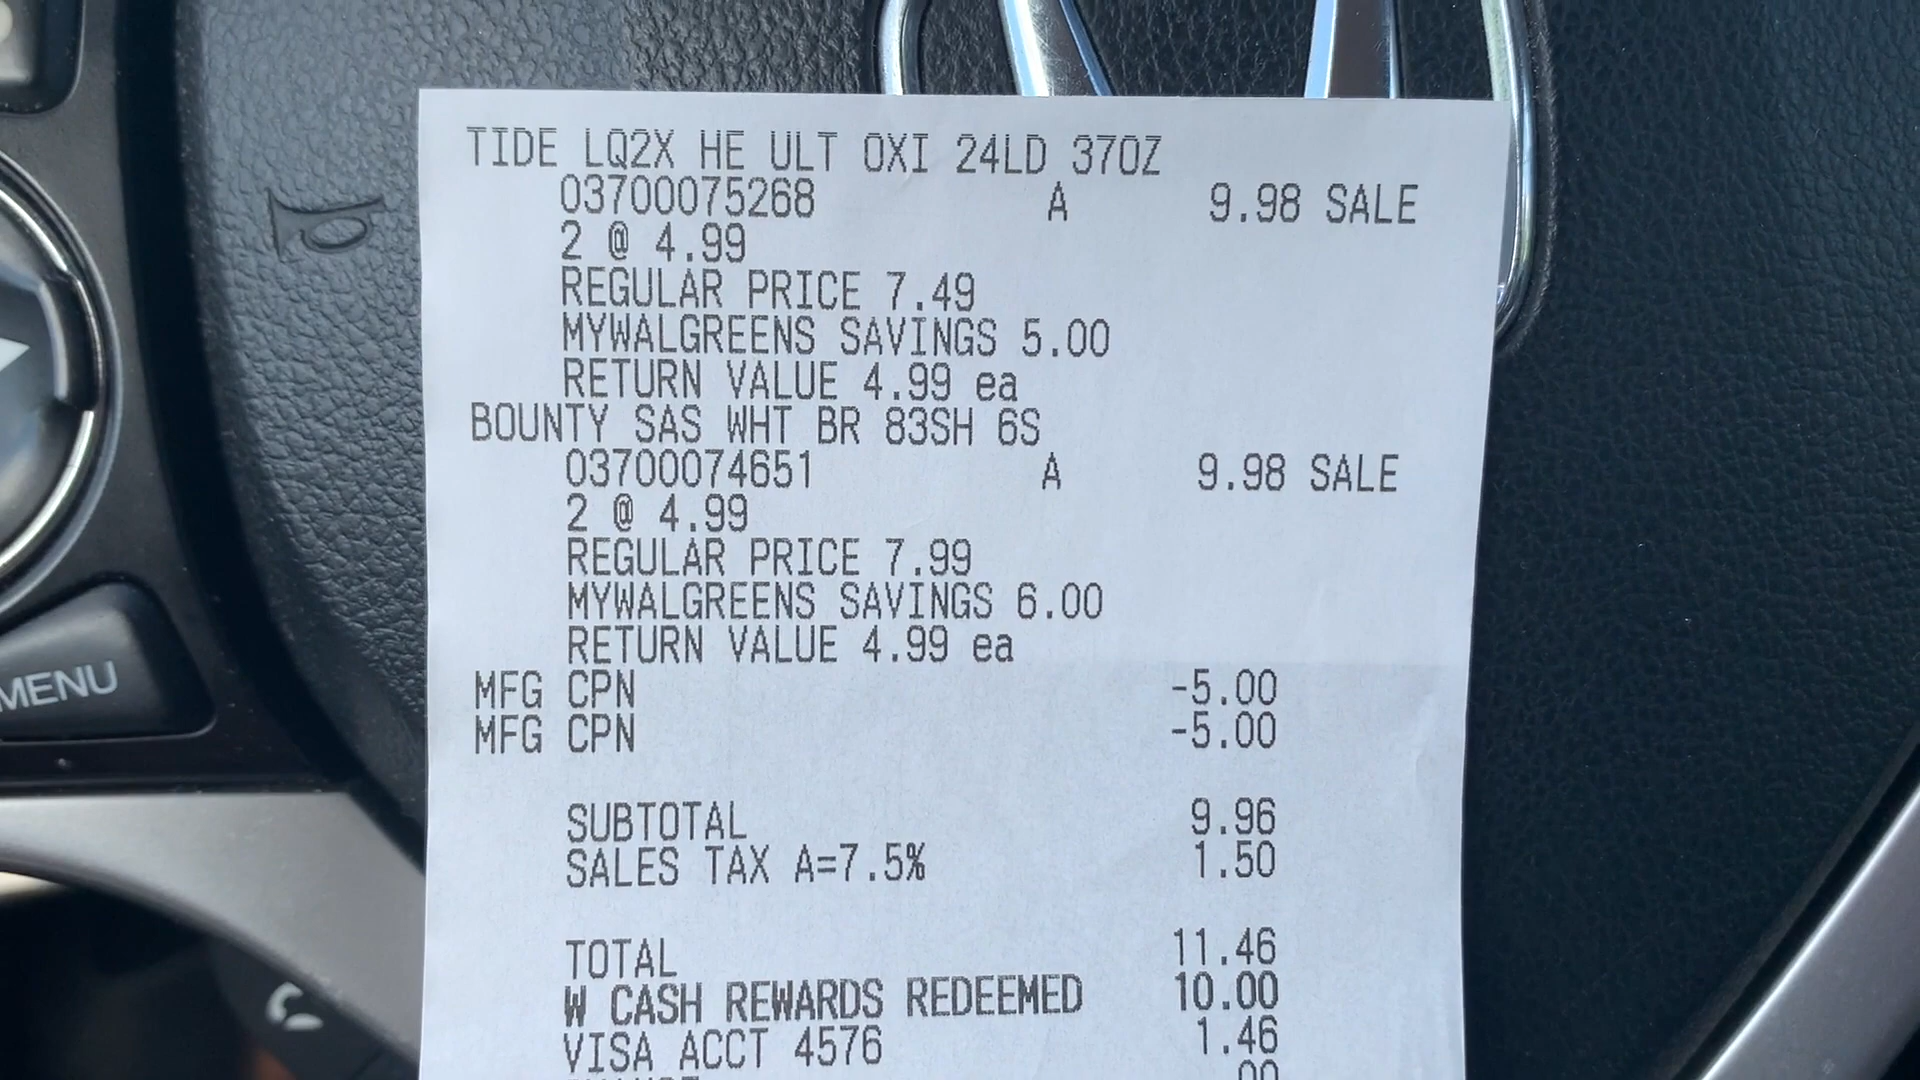 TIDE LQ2X HE ULT OXI 24LD 37OZ
03700075268 A 9.98 SALE
2 @ 4.99
REGULAR PRICE 7.49
MYWALGREENS SAVINGS 5.00
RETURN VALUE 4.99 ea
BOUNTY SAS WHT BR 83SH 6S
03700074651 A 9.98 SALE
2 @ 4.99
REGULAR PRICE 7.99
MYWALGREENS SAVINGS 6.00
RETURN VALUE 4.99 ea
MFG CPN -5.00
MFG CPN -5.00
SUBTOTAL 9.96
SALES TAX A=7.5% 1.50
TOTAL 11.46
W CASH REWARDS REDEEMED 10.00
VISA ACCT 4576 1.46
MENU